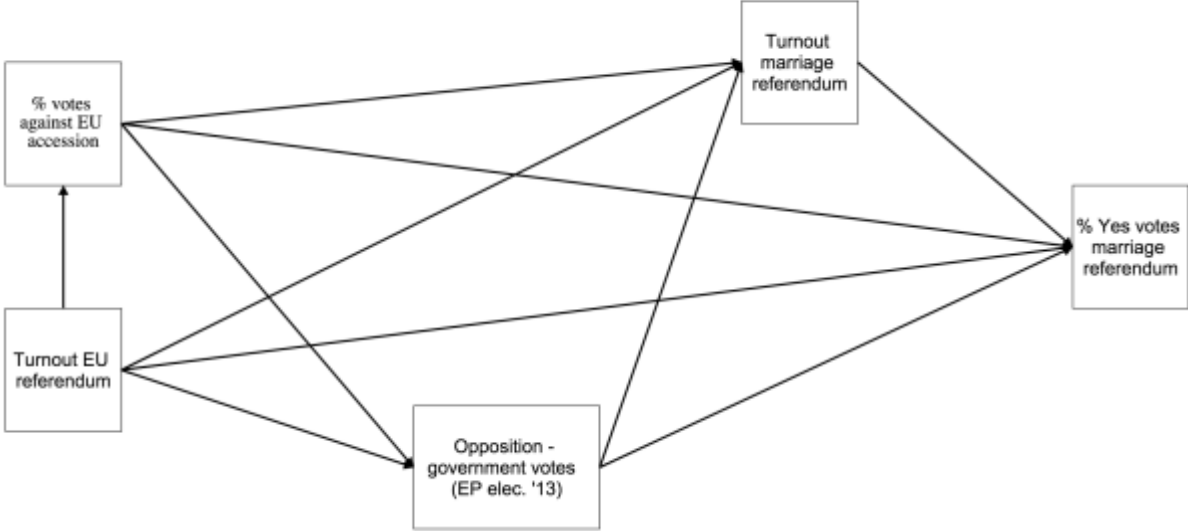 Turnout
marriage
referendum
% votes
against EU
accession
% Yes votes
marriage
referendum
Turnout EU
referendum
Opposition -
government votes
(EP elec. '13)